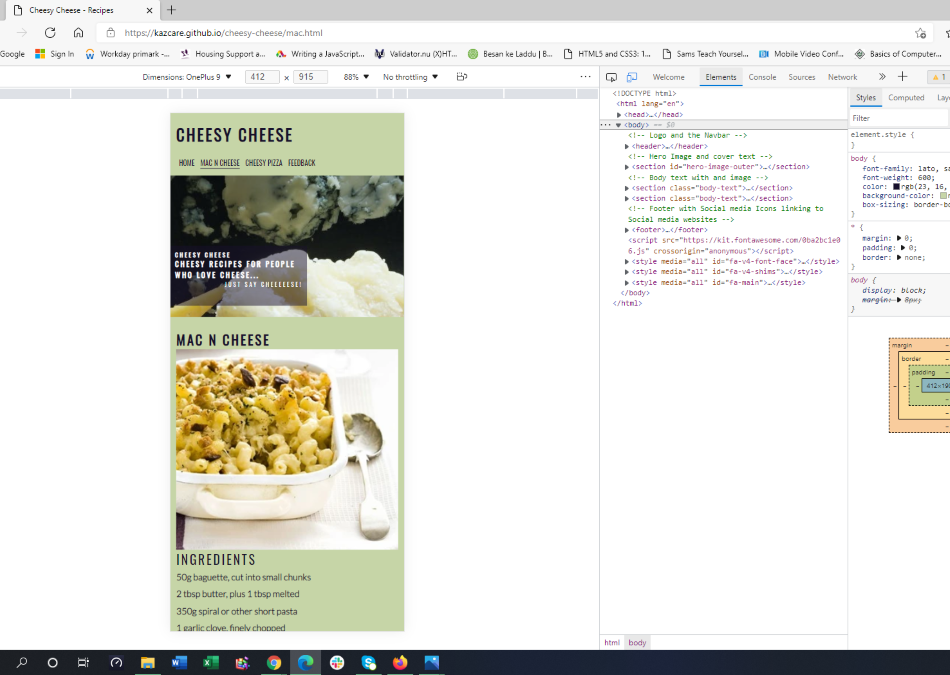 Cheesy Cheese - Recipes
https://kazcare.github.io/cheesy-cheese/mac.html
Google Sign In Workday primark -... Housing Support a... Writing a JavaScript... Validator.nu (X)HT... Besan ke Laddu | B... HTML5 and CSS3: 1... Sams Teach Yoursel... Mobile Video Conf... Basics of Computer...
Dimensions: OnePlus 9 ▼ 412 x 915 88% ▼ No throttling ▼
Welcome Elements Console Sources Network 1
CHEESY CHEESE
HOME MAC N CHEESE CHEESY PIZZA FEEDBACK
CHEESY CHEESE
CHEESY RECIPES FOR PEOPLE
WHO LOVE CHEESE...
JUST SAY CHEEEEESE!
MAC N CHEESE
INGREDIENTS
50g baguette, cut into small chunks
2 tbsp butter, plus 1 tbsp melted
350g spiral or other short pasta
1 garlic clove, finely chopped
<!DOCTYPE html>
<html lang="en">
▶<head>…</head>
··· ▼<body> == $0
<!-- Logo and the Navbar -->
▶<header>…</header>
<!-- Hero Image and cover text -->
▶<section id="hero-image-outer">…</section>
<!-- Body text with and image -->
▶<section class="body-text">…</section>
▶<section class="body-text">…</section>
<!-- Footer with Social media Icons linking to
Social media websites -->
▶<footer>…</footer>
<script src="https://kit.fontawesome.com/0ba2bc1e0
6.js" crossorigin="anonymous"></script>
▶<style media="all" id="fa-v4-font-face">…</style>
▶<style media="all" id="fa-v4-shims">…</style>
▶<style media="all" id="fa-main">…</style>
</body>
</html>
html body
Styles Computed Lay
Filter
element.style {
}
body {
font-family: lato, sa
font-weight: 600;
color: rgb(23, 16,
background-color: r
box-sizing: border-bo
}
* {
margin: ▶ 0;
padding: ▶ 0;
border: ▶ none;
}
body {
display: block;
margin: ▶ 8px;
}
margin -
border -
padding -
412×190